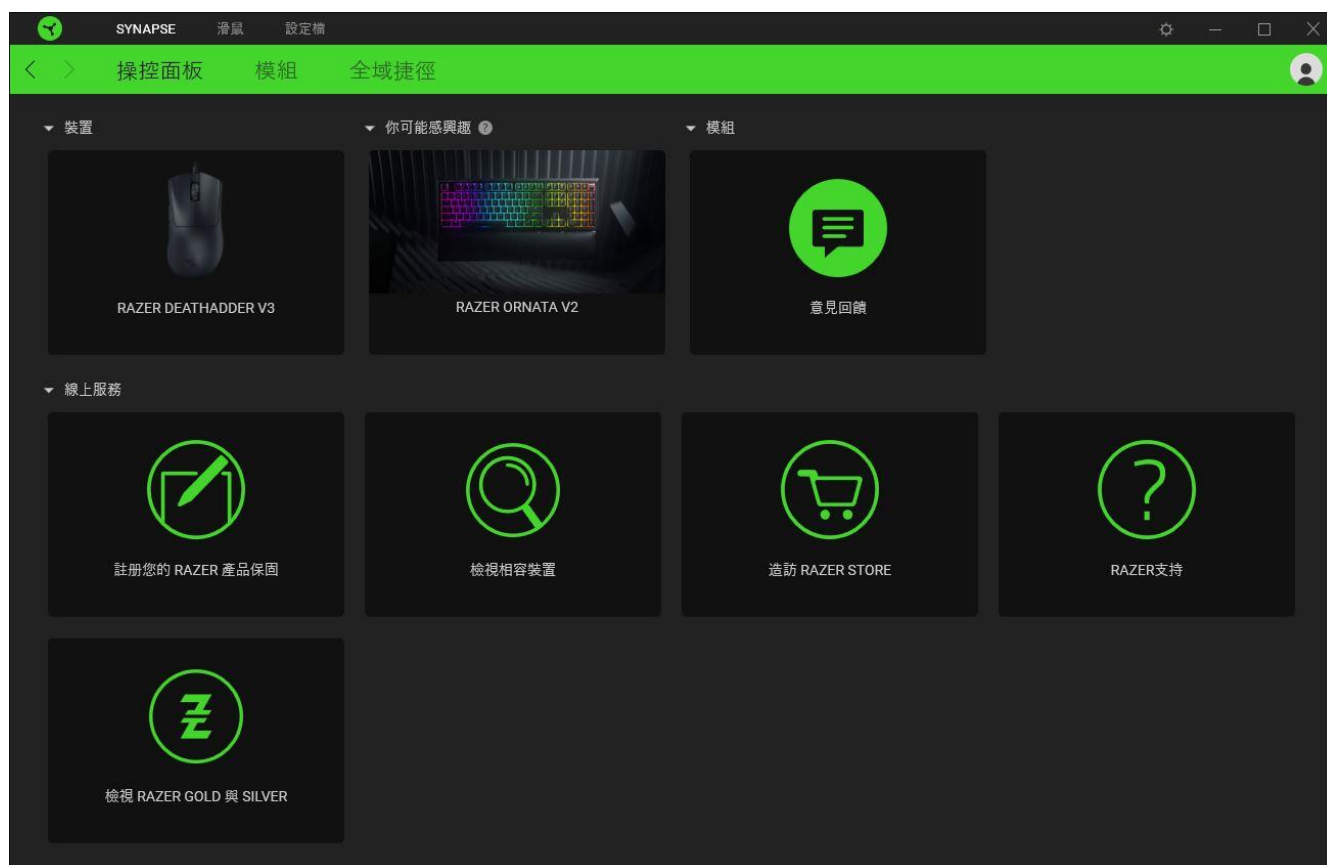 SYNAPSE 滑鼠 設定檔
操控面板 模組 全域捷徑
裝置 你可能感興趣 ? 模組
RAZER DEATHADDER V3 RAZER ORNATA V2 意見回饋
線上服務
註册您的 RAZER 產品保固 檢視相容裝置 造訪 RAZER STORE RAZER支持
檢視 RAZER GOLD 與 SILVER